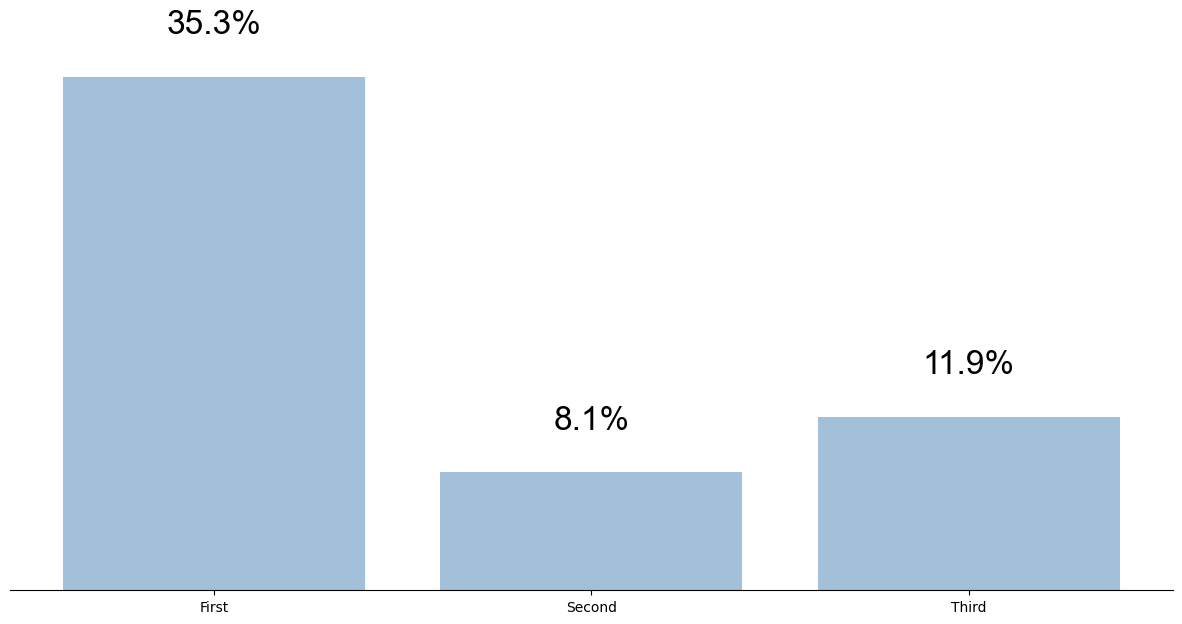 35.3%
8.1%
11.9%
First
Second
Third